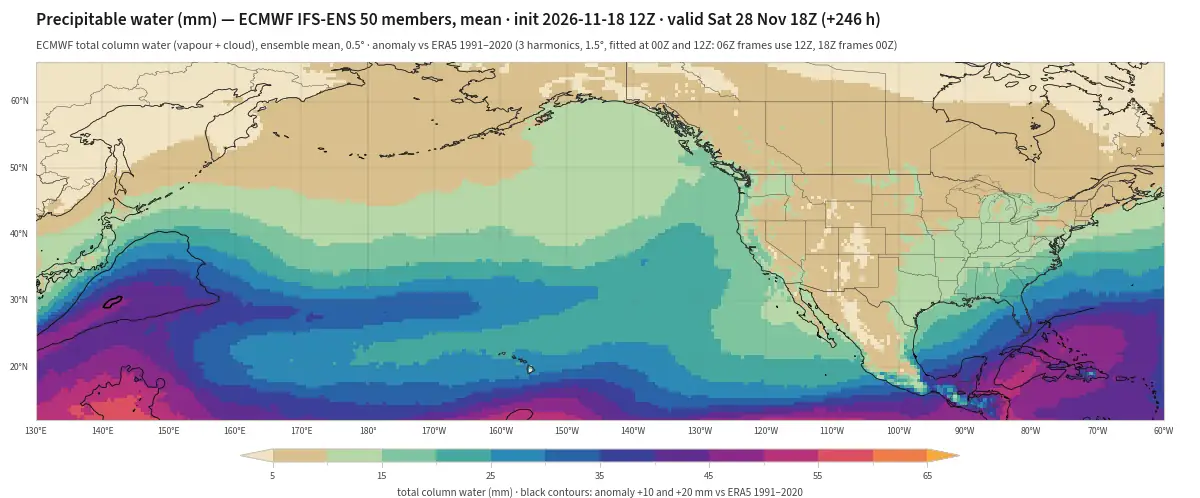 Precipitable water (mm) — ECMWF IFS-ENS 50 members, mean · init 2026-11-18 12Z · valid Sat 28 Nov 18Z (+246 h)
ECMWF total column water (vapour + cloud), ensemble mean, 0.5° · anomaly vs ERA5 1991–2020 (3 harmonics, 1.5°, fitted at 00Z and 12Z: 06Z frames use 12Z, 18Z frames 00Z)
60°N
50°N
40°N
30°N
20°N
130°E 140°E 150°E 160°E 170°E 180° 170°W 160°W 150°W 140°W 130°W 120°W 110°W 100°W 90°W 80°W 70°W 60°W
5 15 25 35 45 55 65
total column water (mm) · black contours: anomaly +10 and +20 mm vs ERA5 1991–2020